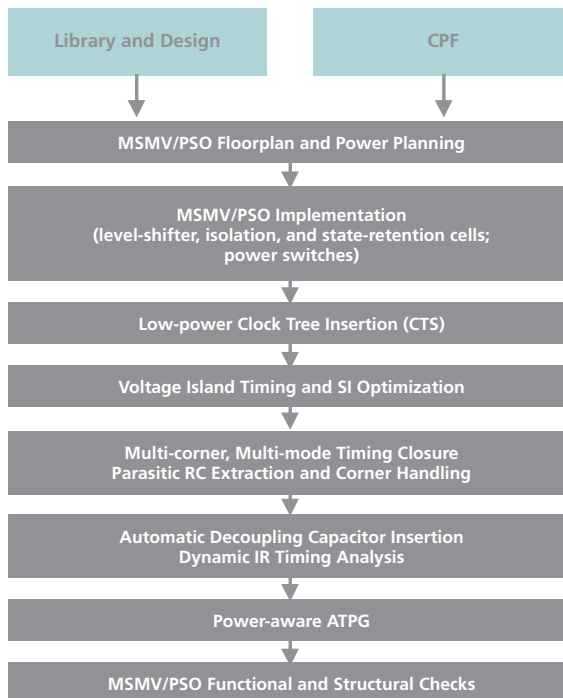 Library and Design
CPF
MSMV/PSO Floorplan and Power Planning
MSMV/PSO Implementation
(level-shifter, isolation, and state-retention cells;
power switches)
Low-power Clock Tree Insertion (CTS)
Voltage Island Timing and SI Optimization
Multi-corner, Multi-mode Timing Closure
Parasitic RC Extraction and Corner Handling
Automatic Decoupling Capacitor Insertion
Dynamic IR Timing Analysis
Power-aware ATPG
MSMV/PSO Functional and Structural Checks